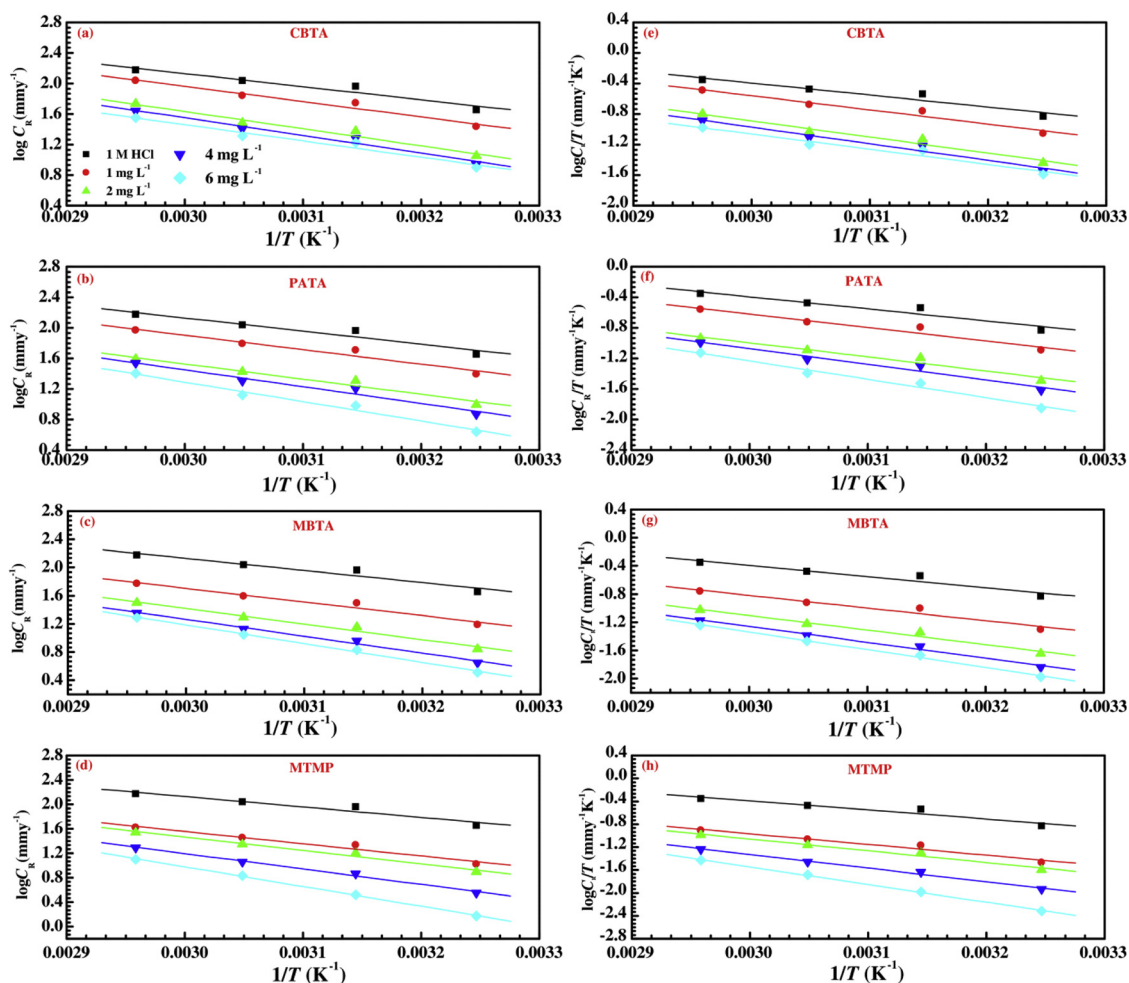 (a)
CBTA
2.8
2.4
2.0
1.6
1.2
0.8
0.4
log C_R (mmy⁻¹)
1 M HCl
1 mg L⁻¹
2 mg L⁻¹
4 mg L⁻¹
6 mg L⁻¹
0.0029 0.0030 0.0031 0.0032 0.0033
1/T (K⁻¹)
(e)
CBTA
0.4
0.0
-0.4
-0.8
-1.2
-1.6
-2.0
logC/T (mmy⁻¹K⁻¹)
0.0029 0.0030 0.0031 0.0032 0.0033
1/T (K⁻¹)
(b)
PATA
2.8
2.4
2.0
1.6
1.2
0.8
0.4
logC_R (mmy⁻¹)
0.0029 0.0030 0.0031 0.0032 0.0033
1/T (K⁻¹)
(f)
PATA
0.0
-0.4
-0.8
-1.2
-1.6
-2.0
-2.4
logC_R/T (mmy⁻¹K⁻¹)
0.0029 0.0030 0.0031 0.0032 0.0033
1/T (K⁻¹)
(c)
MBTA
2.8
2.4
2.0
1.6
1.2
0.8
0.4
logC_R (mmy⁻¹)
0.0029 0.0030 0.0031 0.0032 0.0033
1/T (K⁻¹)
(g)
MBTA
0.4
0.0
-0.4
-0.8
-1.2
-1.6
-2.0
logC/T (mmy⁻¹K⁻¹)
0.0029 0.0030 0.0031 0.0032 0.0033
1/T (K⁻¹)
(d)
MTMP
2.8
2.4
2.0
1.6
1.2
0.8
0.4
0.0
logC_R (mmy⁻¹)
0.0029 0.0030 0.0031 0.0032 0.0033
1/T (K⁻¹)
(h)
MTMP
0.4
0.0
-0.4
-0.8
-1.2
-1.6
-2.0
-2.4
-2.8
logC/T (mmy⁻¹K⁻¹)
0.0029 0.0030 0.0031 0.0032 0.0033
1/T (K⁻¹)